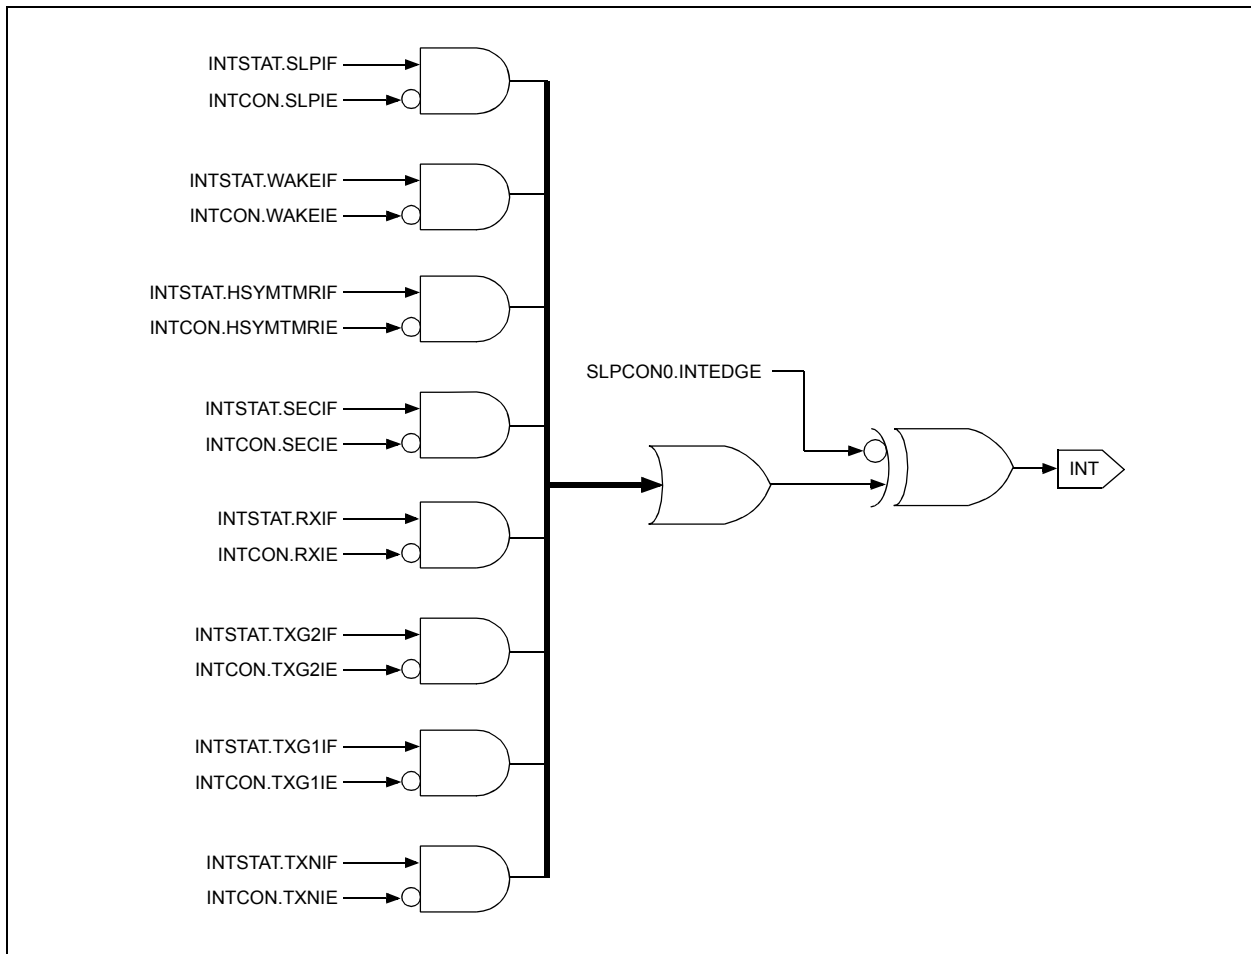 INTSTAT.SLPIF
INTCON.SLPIE
INTSTAT.WAKEIF
INTCON.WAKEIE
INTSTAT.HSYMTMRIF
INTCON.HSYMTMRIE
SLPCON0.INTEDGE
INTSTAT.SECIF
INTCON.SECIE
INT
INTSTAT.RXIF
INTCON.RXIE
INTSTAT.TXG2IF
INTCON.TXG2IE
INTSTAT.TXG1IF
INTCON.TXG1IE
INTSTAT.TXNIF
INTCON.TXNIE